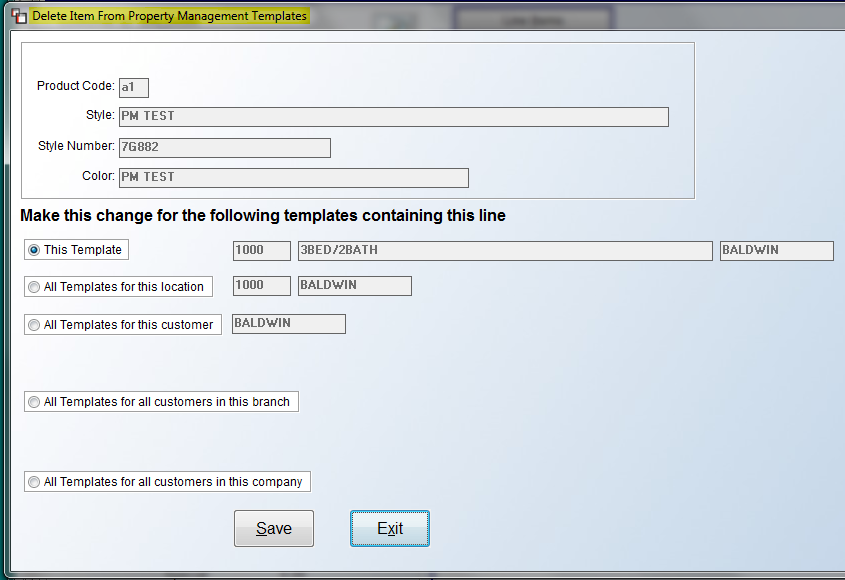 Delete Item From Property Management Templates
Product Code: a1
Style: PM TEST
Style Number: 7G882
Color: PM TEST
Make this change for the following templates containing this line
This Template 1000 3BED/2BATH BALDWIN
All Templates for this location 1000 BALDWIN
All Templates for this customer BALDWIN
All Templates for all customers in this branch
All Templates for all customers in this company
Save Exit